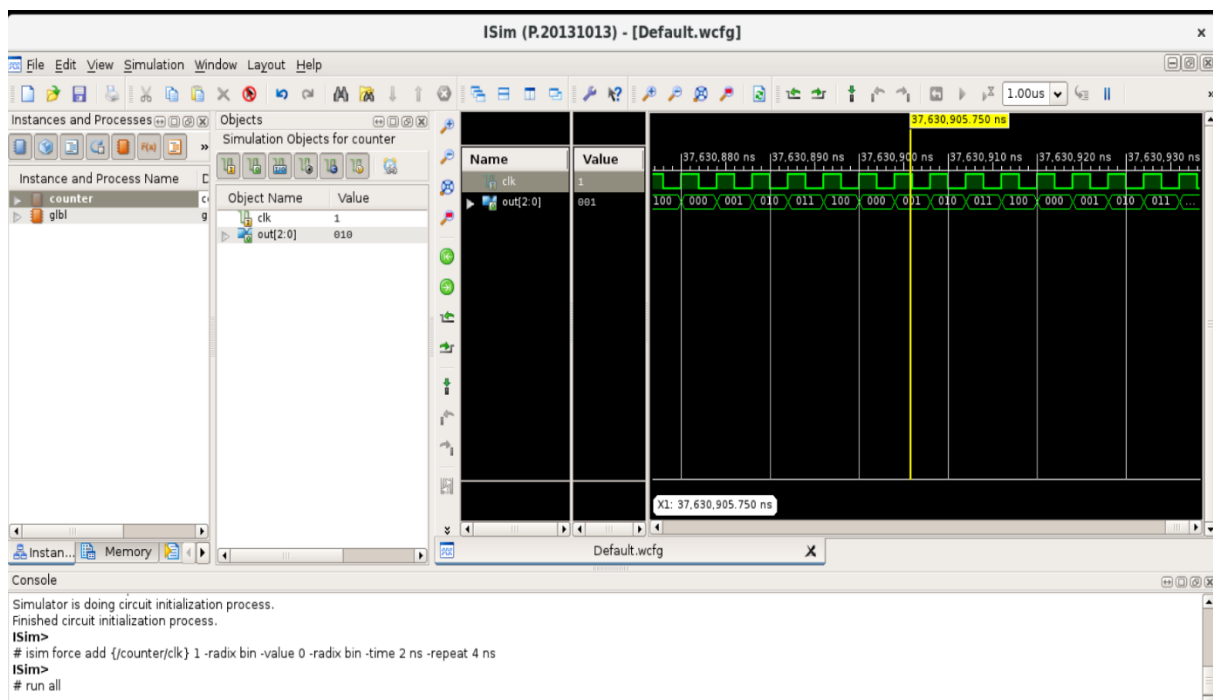 ISim (P.20131013) - [Default.wcfg]
File Edit View Simulation Window Layout Help
1.00us
Instances and Processes
Objects
Simulation Objects for counter
Instance and Process Name
counter
glbl
g
Object Name Value
clk 1
out[2:0] 010
Name Value
clk 1
out[2:0] 001
37,630,905.750 ns
37,630,880 ns 37,630,890 ns 37,630,900 ns 37,630,910 ns 37,630,920 ns 37,630,930 ns
100 000 001 010 011 100 000 001 010 011 100 000 001 010 011 ...
X1: 37,630,905.750 ns
Instan... Memory
Default.wcfg
Console
Simulator is doing circuit initialization process.
Finished circuit initialization process.
ISim>
# isim force add {/counter/clk} 1 -radix bin -value 0 -radix bin -time 2 ns -repeat 4 ns
ISim>
# run all